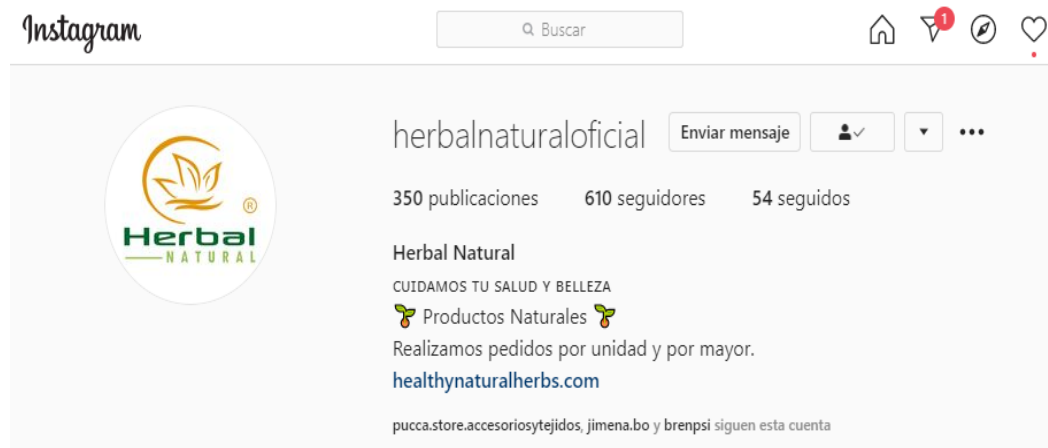 Instagram
Buscar
1
Herbal
NATURAL
®
herbalnaturaloficial Enviar mensaje
350 publicaciones 610 seguidores 54 seguidos
Herbal Natural
CUIDAMOS TU SALUD Y BELLEZA
🌱 Productos Naturales 🌱
Realizamos pedidos por unidad y por mayor.
healthynaturalherbs.com
pucca.store.accesoriosytejidos, jimena.bo y brenpsi siguen esta cuenta